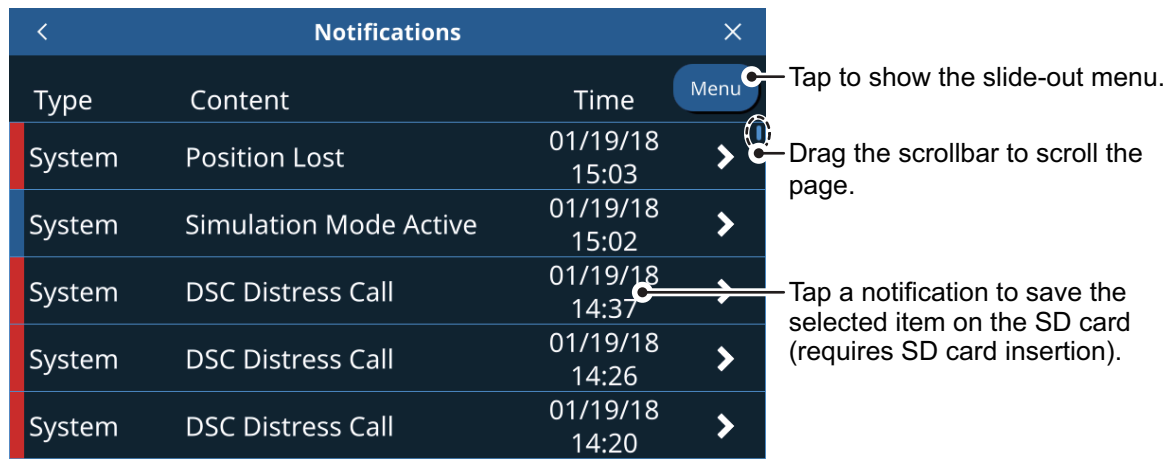 Notifications
Type Content Time Menu
Tap to show the slide-out menu.
System Position Lost 01/19/18
15:03
Drag the scrollbar to scroll the
page.
System Simulation Mode Active 01/19/18
15:02
System DSC Distress Call 01/19/18
14:37
Tap a notification to save the
selected item on the SD card
(requires SD card insertion).
System DSC Distress Call 01/19/18
14:26
System DSC Distress Call 01/19/18
14:20